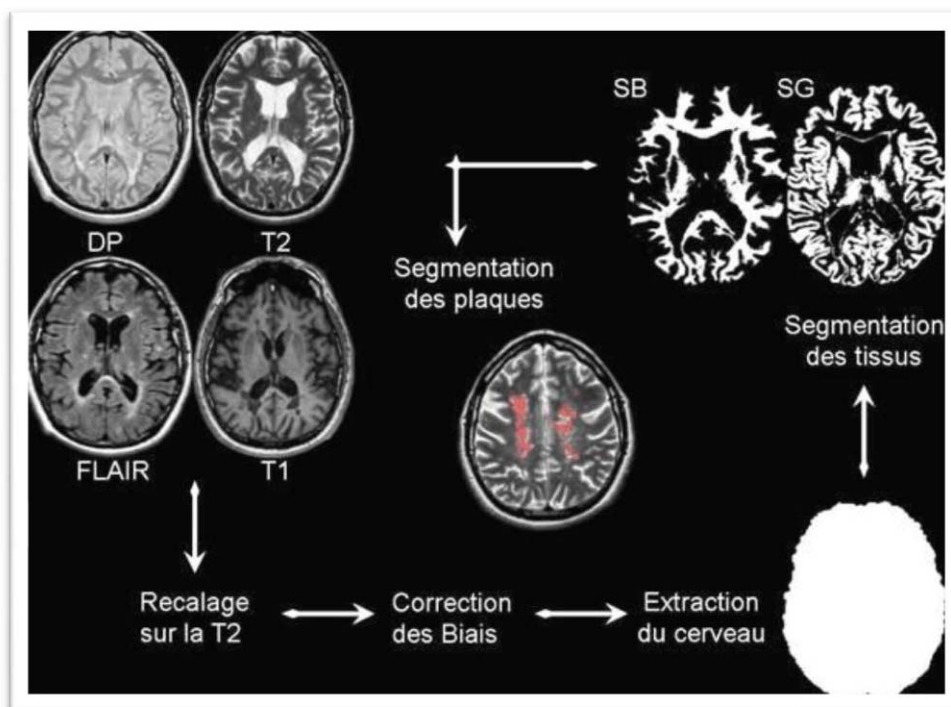 DP
T2
FLAIR
T1
Recalage
sur la T2
Correction
des Biais
Extraction
du cerveau
Segmentation
des tissus
SB
SG
Segmentation
des plaques